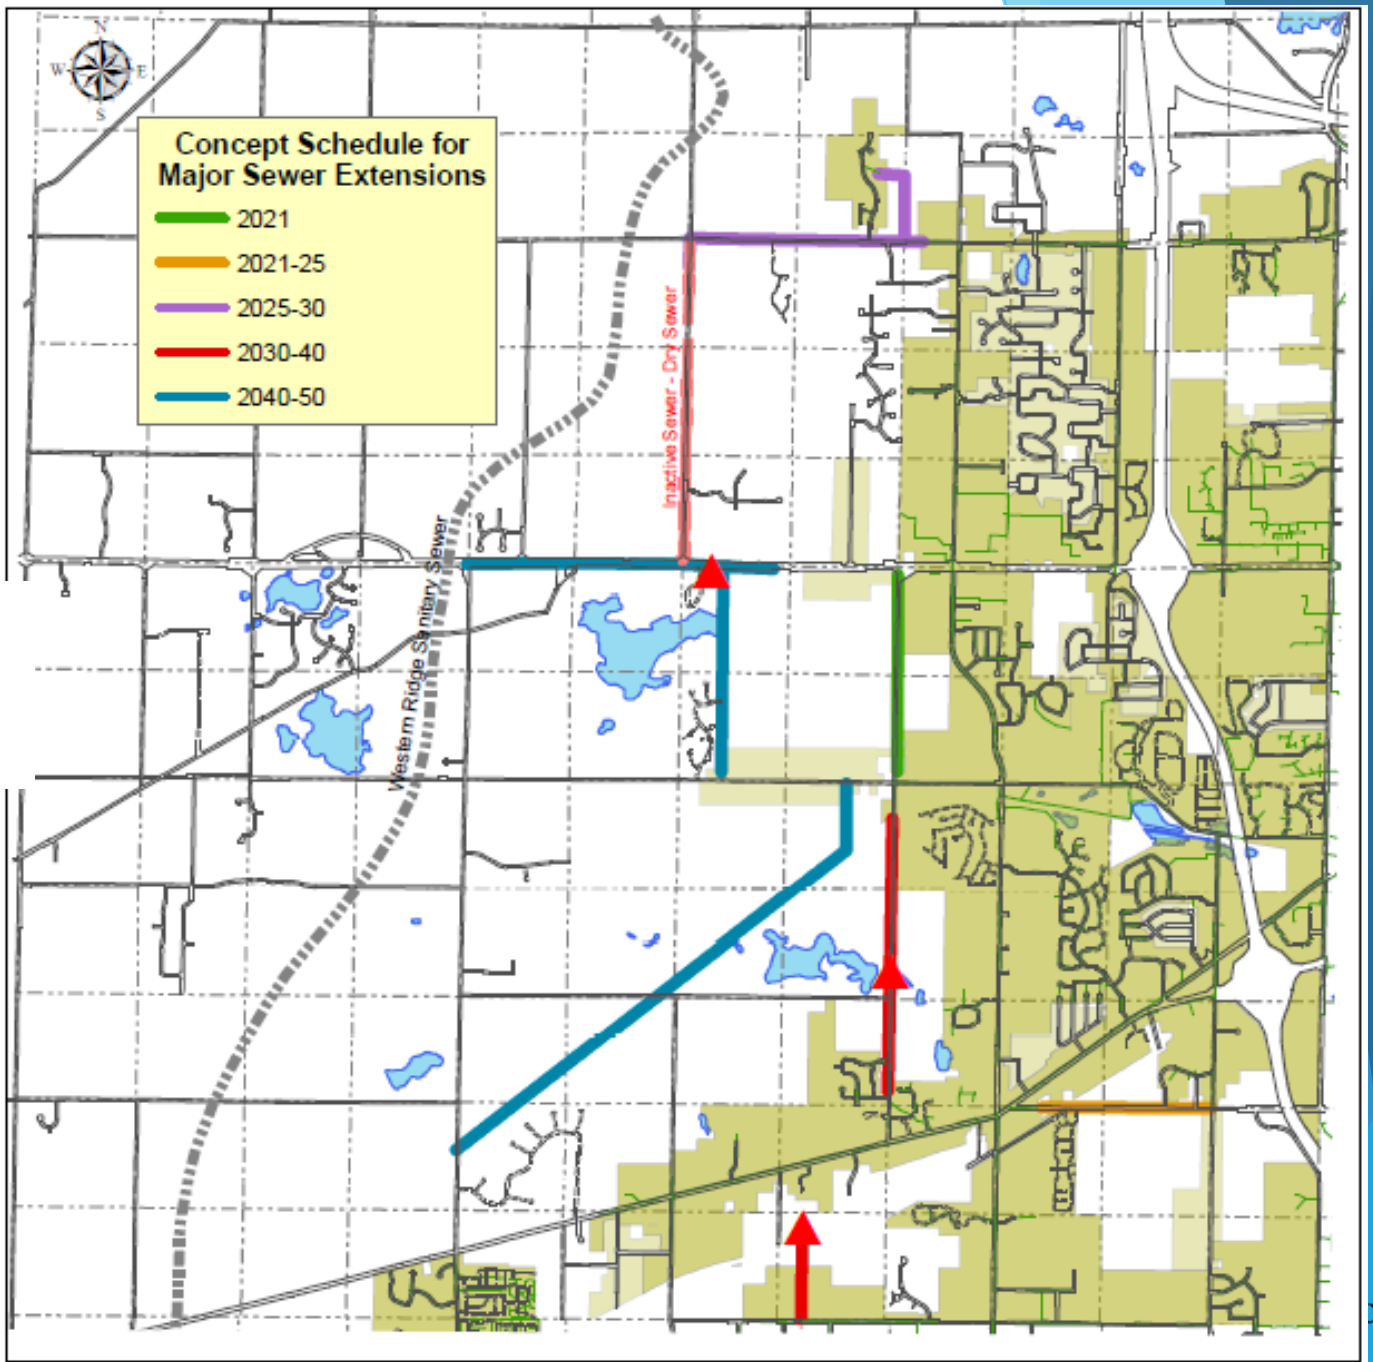 N
W
E
S
Concept Schedule for
Major Sewer Extensions
2021
2021-25
2025-30
2030-40
2040-50
Inactive Sewer - Dry Sewer
Western Ridge Sanitary Sewer